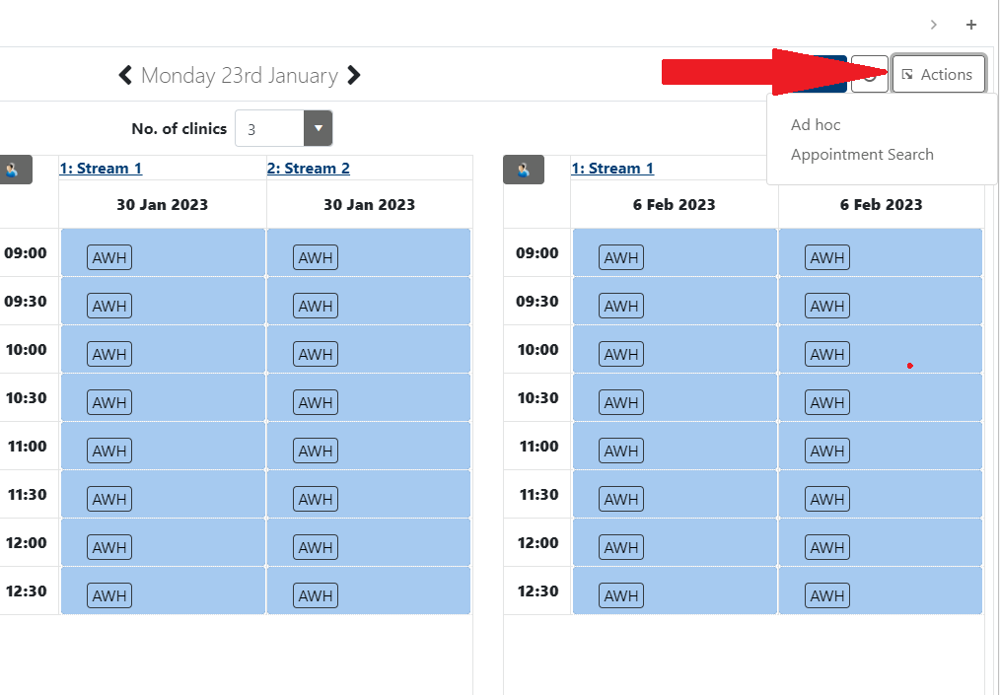 Monday 23rd January
Actions
Ad hoc
Appointment Search
No. of clinics 3
1: Stream 1 2: Stream 2
30 Jan 2023 30 Jan 2023
09:00 AWH AWH
09:30 AWH AWH
10:00 AWH AWH
10:30 AWH AWH
11:00 AWH AWH
11:30 AWH AWH
12:00 AWH AWH
12:30 AWH AWH
1: Stream 1
6 Feb 2023 6 Feb 2023
09:00 AWH AWH
09:30 AWH AWH
10:00 AWH AWH
10:30 AWH AWH
11:00 AWH AWH
11:30 AWH AWH
12:00 AWH AWH
12:30 AWH AWH